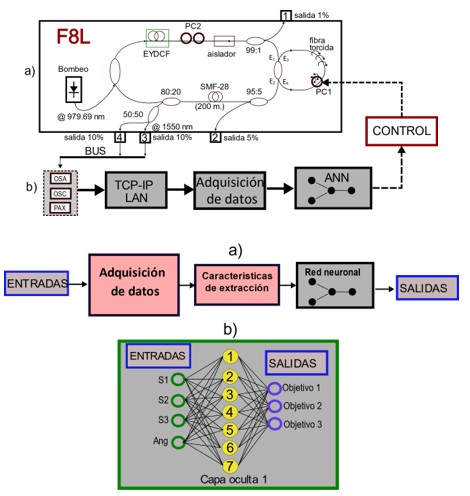 F8L
1
salida 1%
PC2
EYDCF
aislador
99:1
fibra
torcida
a)
Bombeo
E₁
E₃
PC1
@ 979.69 nm
80:20
SMF-28
(200 m.)
95:5
E₂
E₄
50:50
@ 1550 nm
CONTROL
salida 10%
4
3
salida 10%
2
salida 5%
BUS
b)
OSA
OSC
PAX
TCP-IP
LAN
Adquisición
de datos
ANN
a)
ENTRADAS
Adquisición
de datos
Caracteristicas
de extracción
Red neuronal
SALIDAS
b)
ENTRADAS
SALIDAS
S1
S2
S3
Ang
1
2
3
4
5
6
7
Objetivo 1
Objetivo 2
Objetivo 3
Capa oculta 1